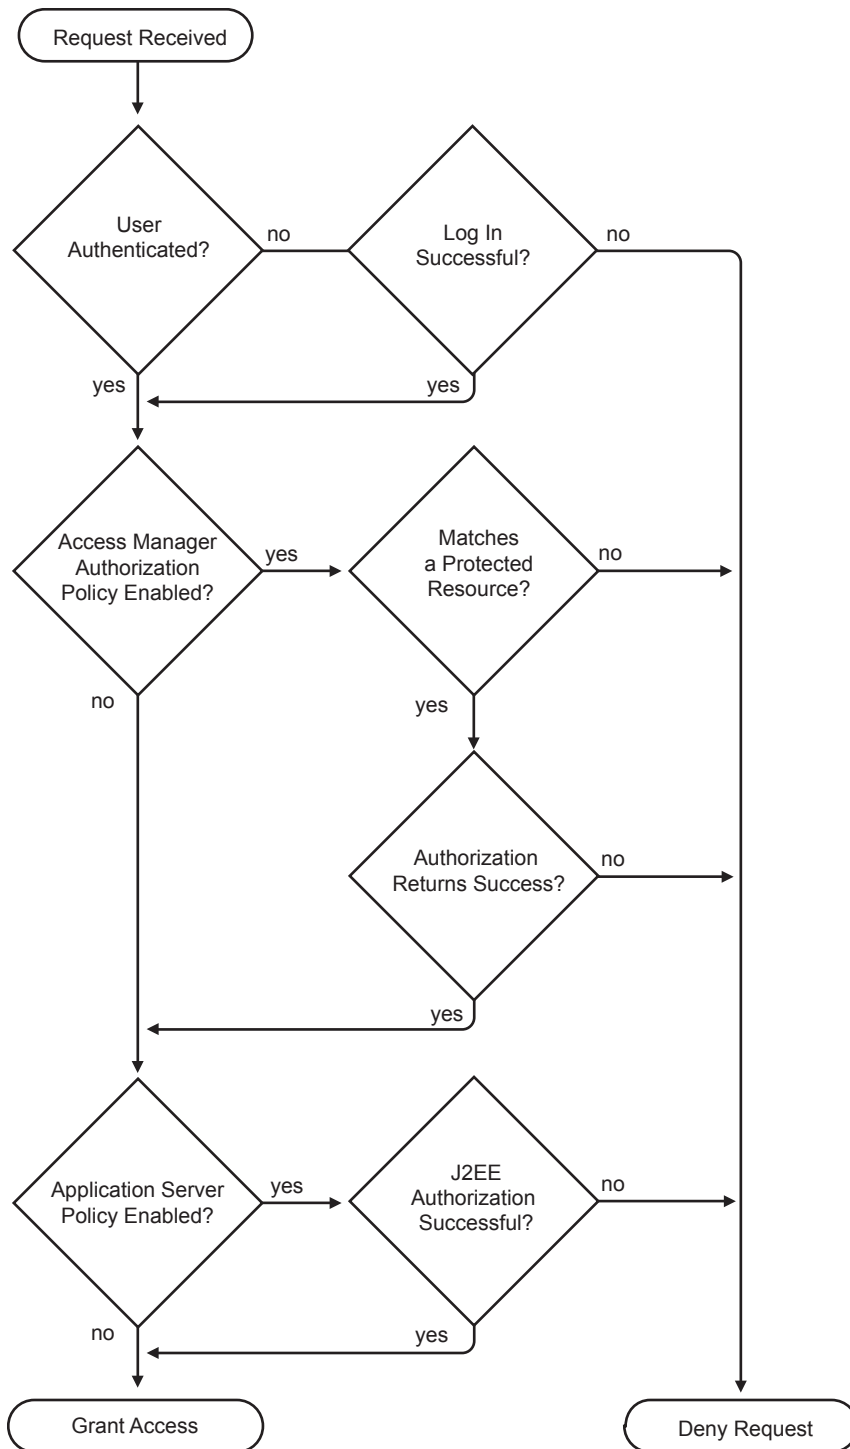 Request Received
User
Authenticated?
no
Log In
Successful?
no
yes
yes
Access Manager
Authorization
Policy Enabled?
yes
Matches
a Protected
Resource?
no
no
yes
Authorization
Returns Success?
no
yes
Application Server
Policy Enabled?
yes
J2EE
Authorization
Successful?
no
no
yes
Grant Access
Deny Request